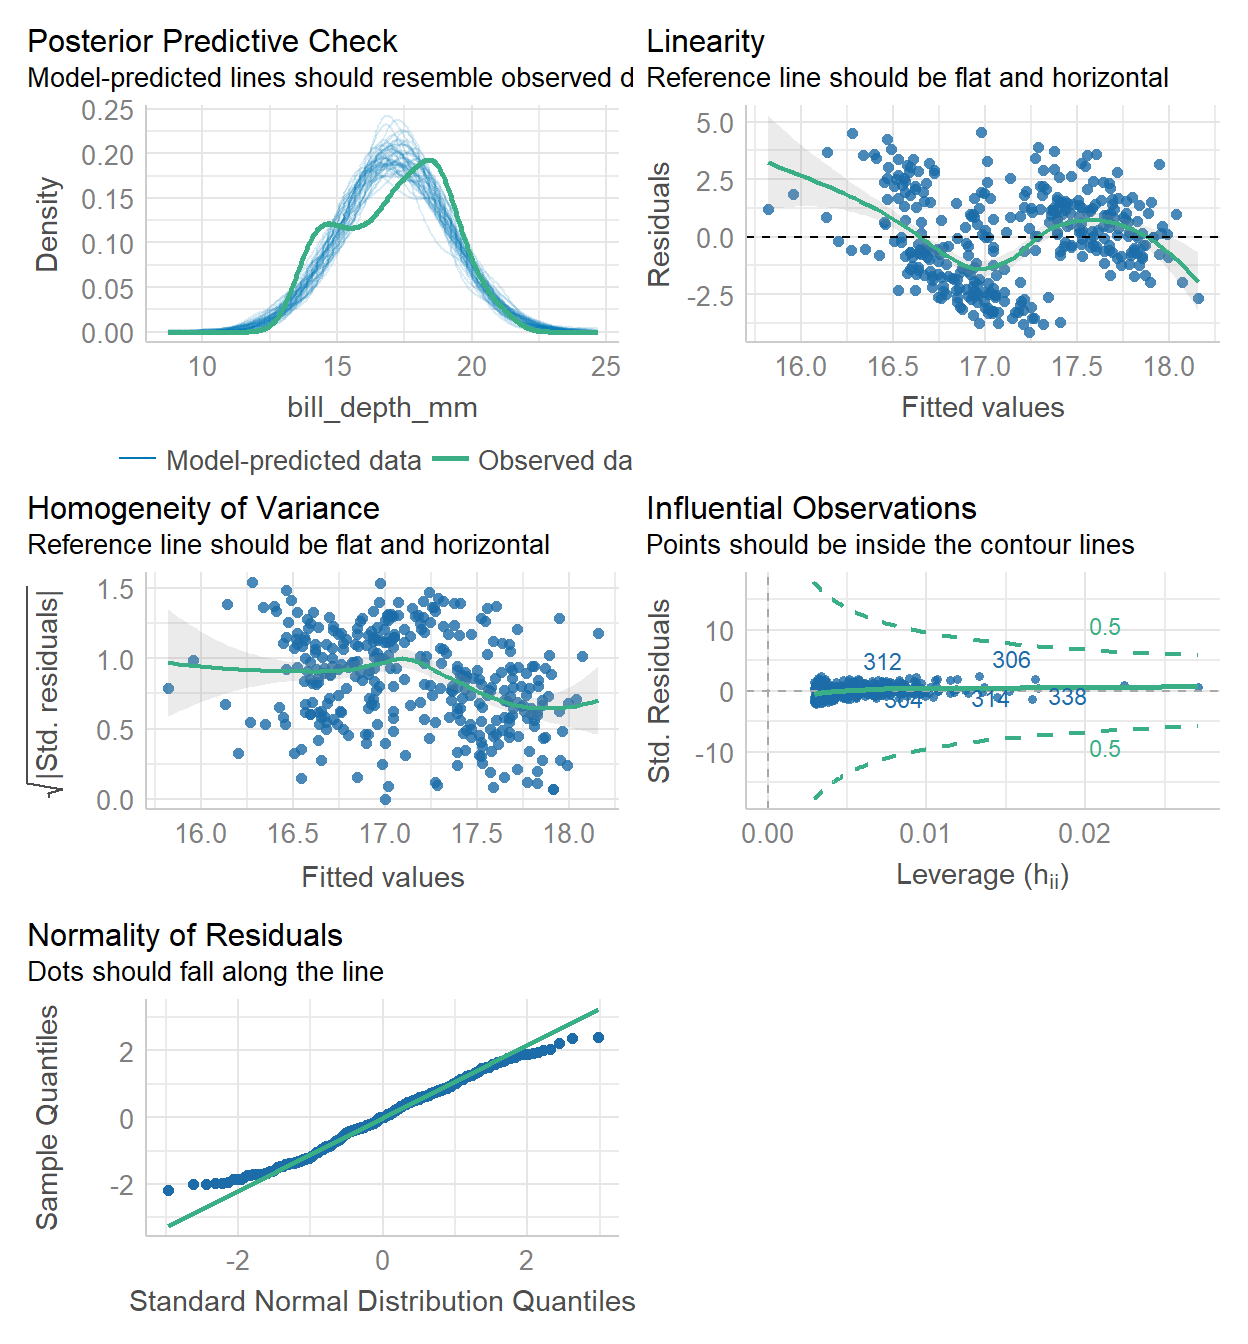 Posterior Predictive Check
Model-predicted lines should resemble observed d
0.25
0.20
0.15
0.10
0.05
0.00
Density
10
15
20
25
bill_depth_mm
Model-predicted data
Observed da
Linearity
Reference line should be flat and horizontal
5.0
2.5
0.0
-2.5
Residuals
16.0
16.5
17.0
17.5
18.0
Fitted values
Homogeneity of Variance
Reference line should be flat and horizontal
1.5
1.0
0.5
0.0
√|Std. residuals|
16.0
16.5
17.0
17.5
18.0
Fitted values
Influential Observations
Points should be inside the contour lines
10
0
-10
Std. Residuals
0.5
312
306
304
314
338
0.5
0.00
0.01
0.02
Leverage (hᵢᵢ)
Normality of Residuals
Dots should fall along the line
2
0
-2
Sample Quantiles
-2
0
2
Standard Normal Distribution Quantiles